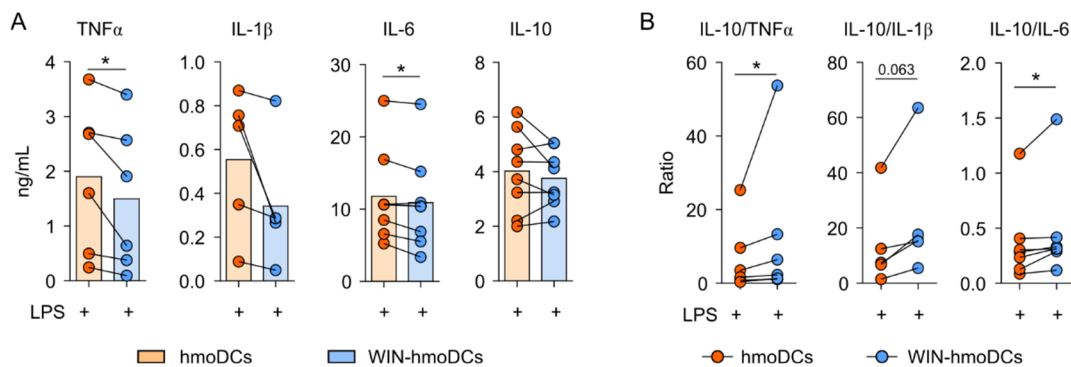 A
B
TNFα
IL-1β
IL-6
IL-10
IL-10/TNFα
IL-10/IL-1β
IL-10/IL-6
ng/mL
4
3
2
1
0
*
1.0
0.8
0.6
0.4
0.2
0.0
30
20
10
0
*
10
8
6
4
2
0
Ratio
60
40
20
0
*
80
60
40
20
0
0.063
2.0
1.5
1.0
0.5
0.0
*
LPS + + + + + + + +
LPS + + + + + +
hmoDCs WIN-hmoDCs
hmoDCs WIN-hmoDCs